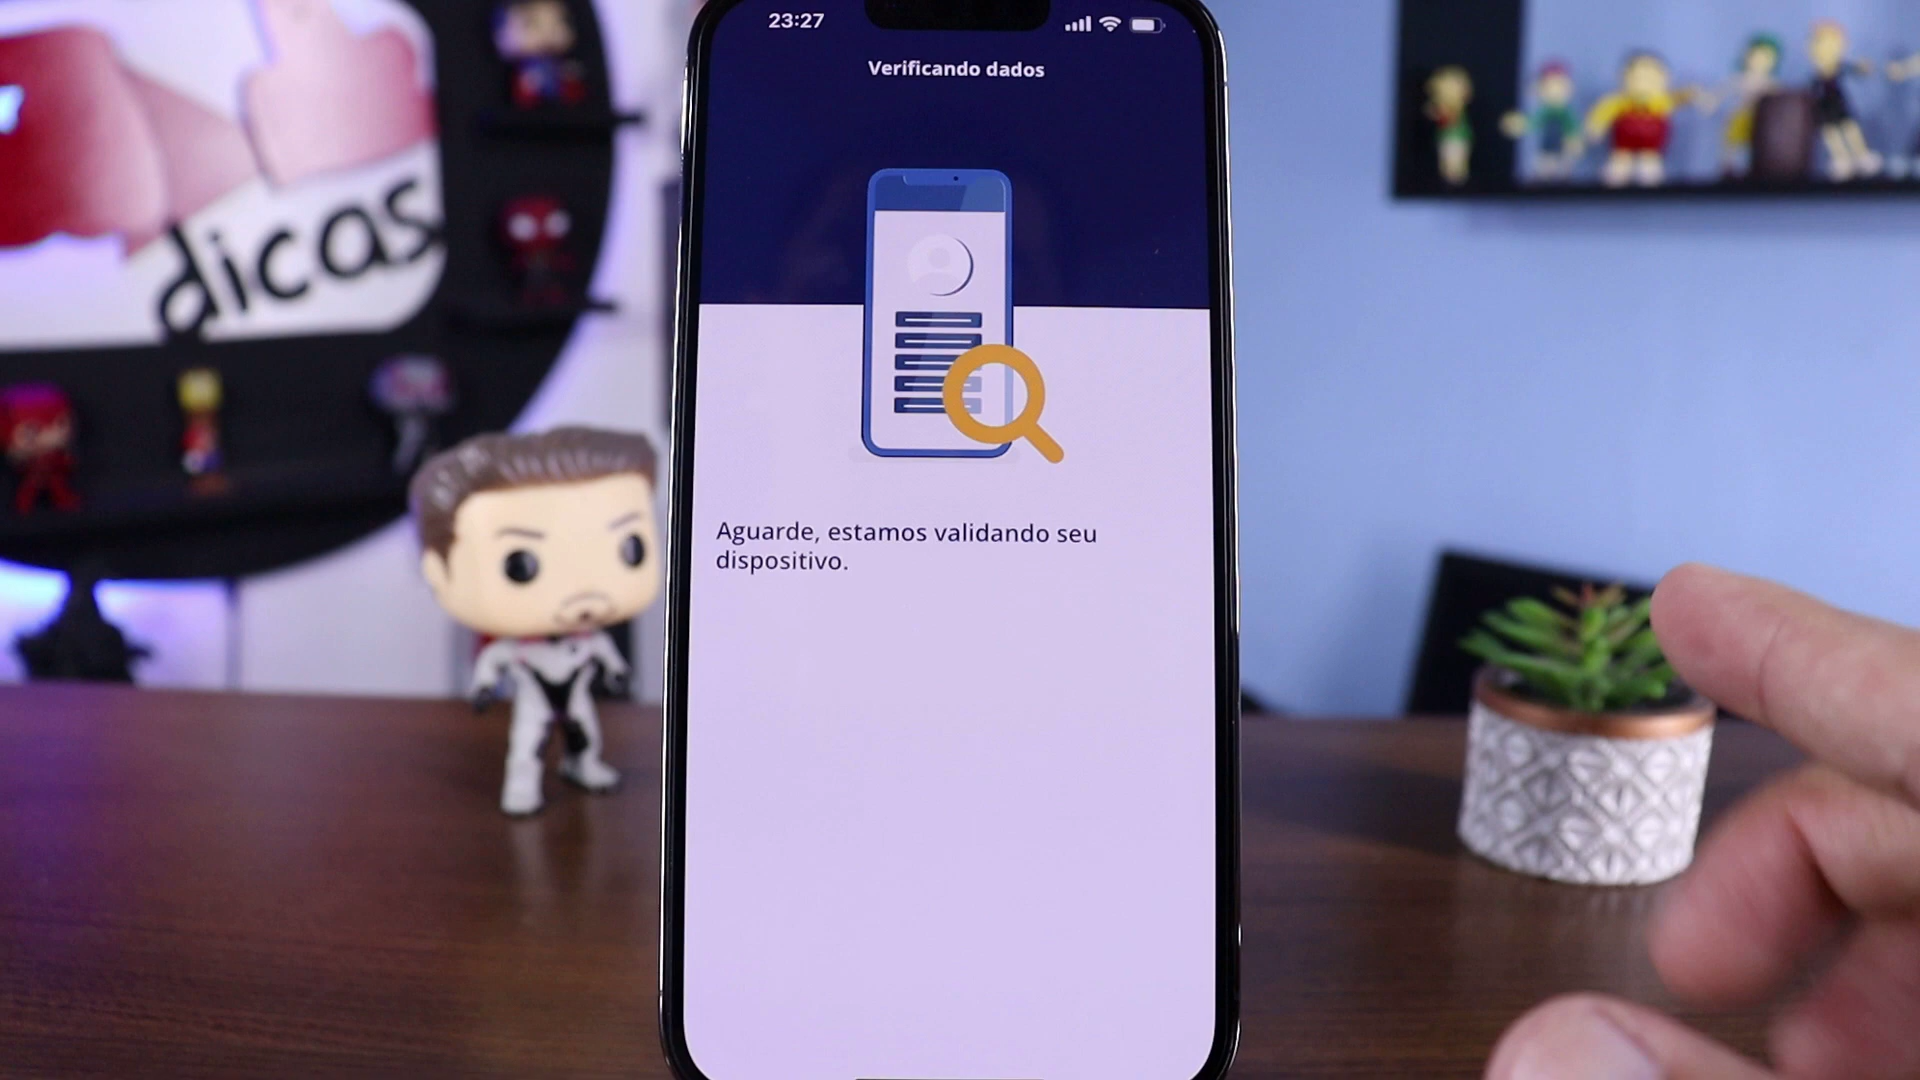 23:27
Verificando dados
dicas
Aguarde, estamos validando seu
dispositivo.